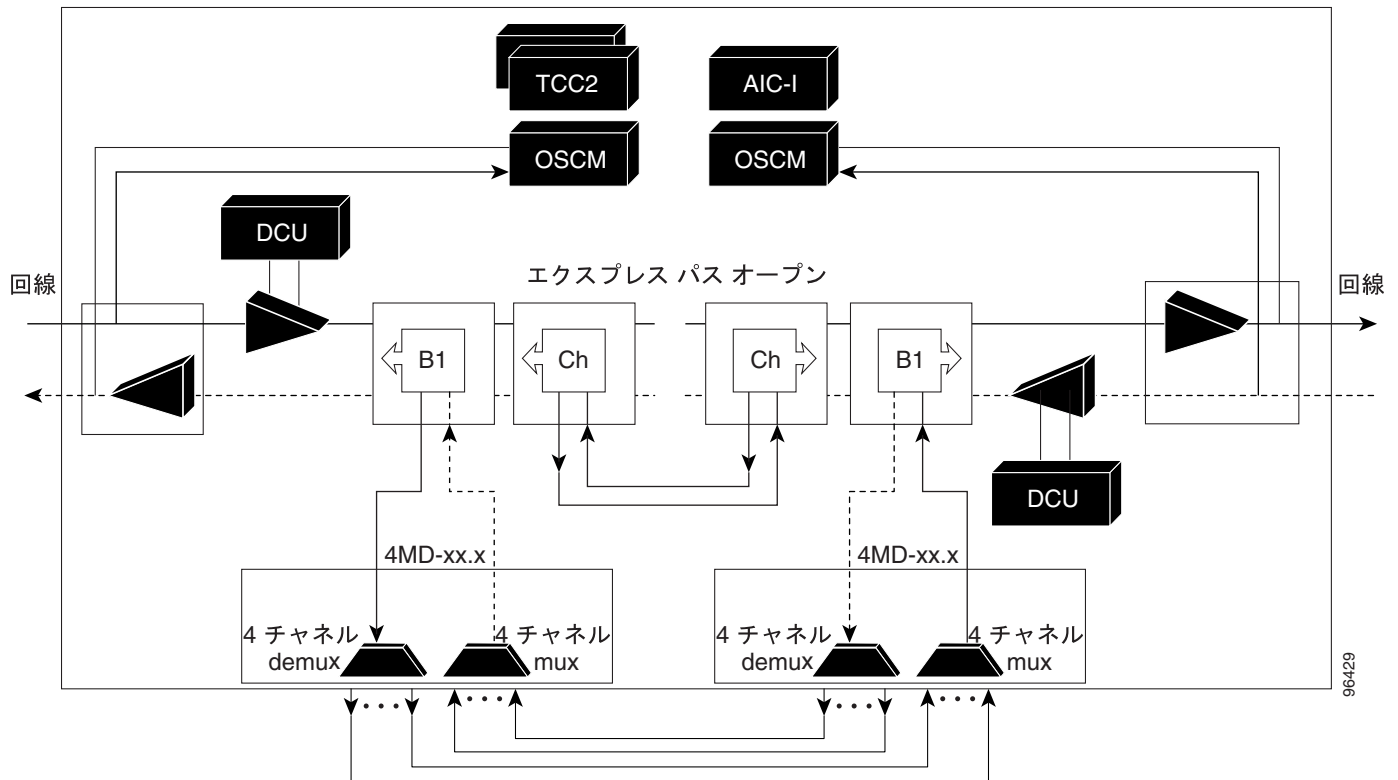 TCC2
AIC-I
OSCM
OSCM
DCU
回線
エクスプレス パス オープン
回線
B1
Ch
Ch
B1
DCU
4MD-xx.x
4MD-xx.x
4 チャネル
demux
4 チャネル
mux
4 チャネル
demux
4 チャネル
mux
96429